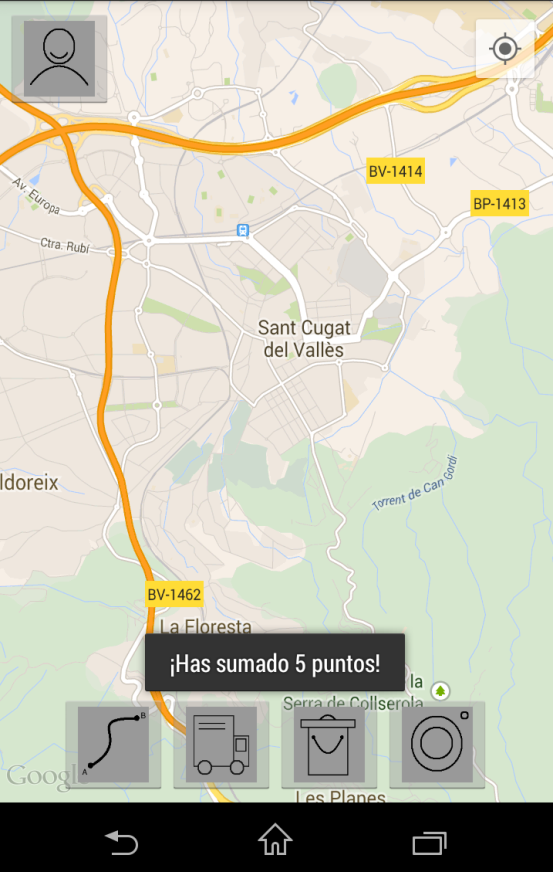 BV-1414
BP-1413
Av. Europa
Ctra. Rubí
Sant Cugat
del Vallès
ldoreix
Torrent de Can Gordi
BV-1462
La Floresta
¡Has sumado 5 puntos!
la
Serra de Collserola
B
A
Google
Les Planes